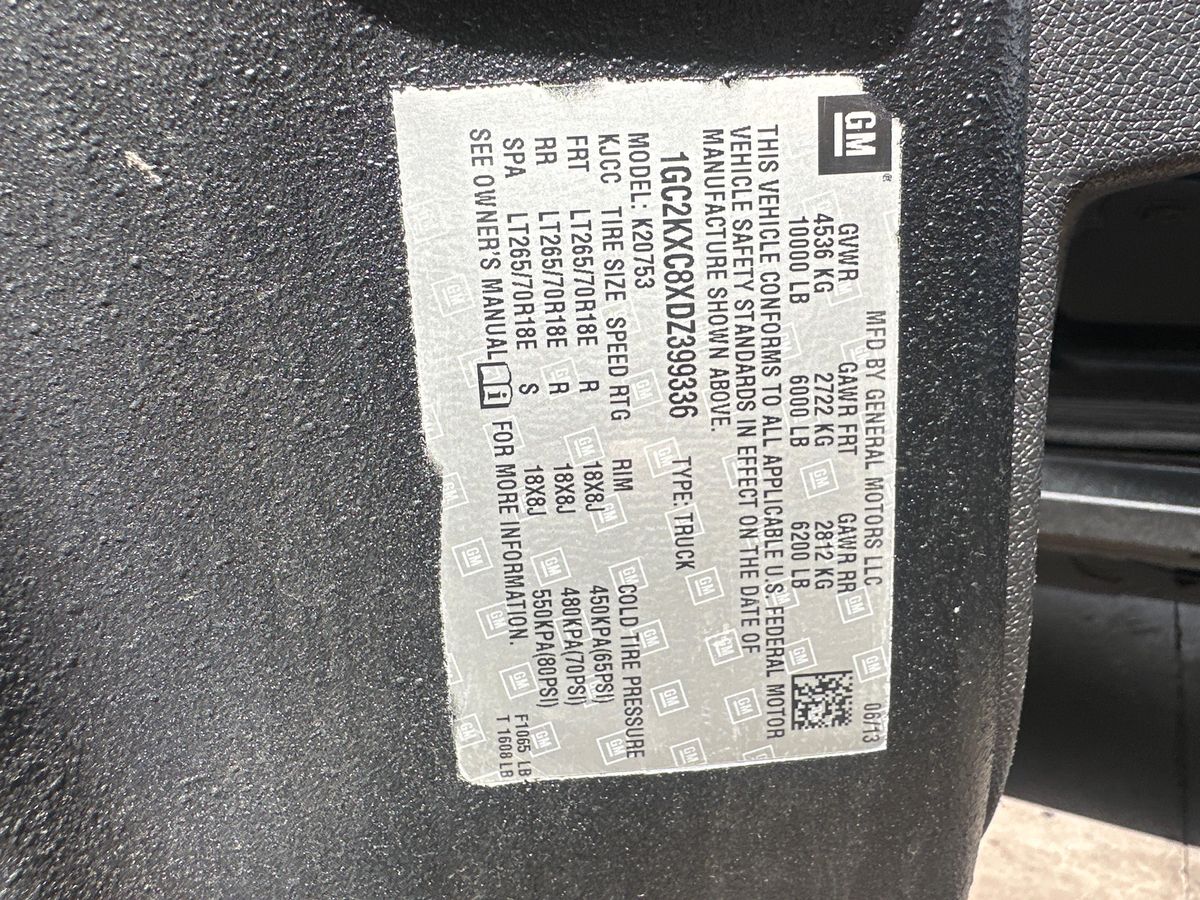 GM
MFD BY GENERAL MOTORS LLC 06/13
GVWR GAWR FRT GAWR RR
4536 KG 2722 KG 2812 KG
10000 LB 6000 LB 6200 LB
THIS VEHICLE CONFORMS TO ALL APPLICABLE U.S. FEDERAL MOTOR
VEHICLE SAFETY STANDARDS IN EFFECT ON THE DATE OF
MANUFACTURE SHOWN ABOVE.
1GC2KXC8XDZ399336 TYPE: TRUCK
MODEL: K20753
KJCC TIRE SIZE SPEED RTG RIM COLD TIRE PRESSURE
FRT LT265/70R18E R 18X8J 450KPA(65PSI)
RR LT265/70R18E R 18X8J 480KPA(70PSI)
SPA LT265/70R18E S 18X8J 550KPA(80PSI)
SEE OWNER'S MANUAL i FOR MORE INFORMATION.
F1065 LB
T 1608 LB